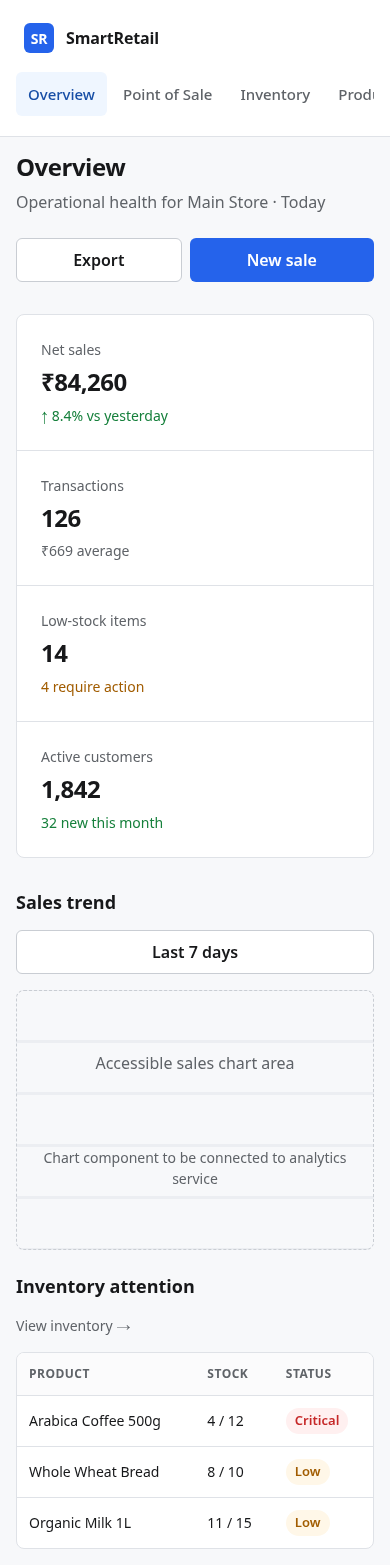 SR SmartRetail
Overview Point of Sale Inventory
Overview
Operational health for Main Store · Today
Export New sale
Net sales
₹84,260
↑ 8.4% vs yesterday
Transactions
126
₹669 average
Low-stock items
14
4 require action
Active customers
1,842
32 new this month
Sales trend
Last 7 days
Accessible sales chart area
Chart component to be connected to analytics
service
Inventory attention
View inventory →
PRODUCT STOCK STATUS
Arabica Coffee 500g 4 / 12 Critical
Whole Wheat Bread 8 / 10 Low
Organic Milk 1L 11 / 15 Low